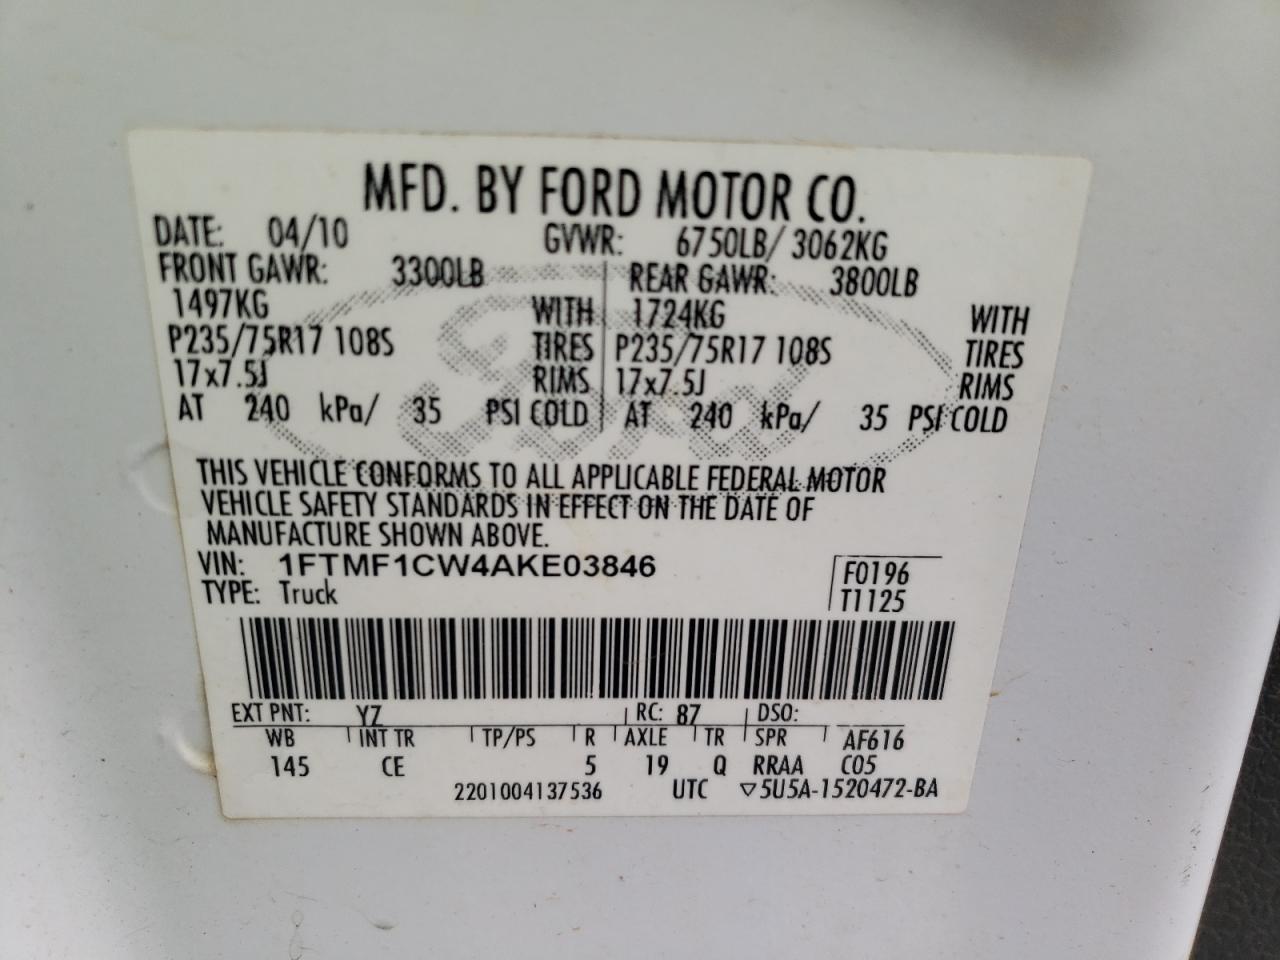 MFD. BY FORD MOTOR CO.
DATE: 04/10 GVWR: 6750LB/ 3062KG
FRONT GAWR: 3300LB REAR GAWR: 3800LB
1497KG WITH 1724KG WITH
P235/75R17 108S TIRES P235/75R17 108S TIRES
17x7.5J RIMS 17x7.5J RIMS
AT 240 kPa/ 35 PSI COLD AT 240 kPa/ 35 PSI COLD
Ford
THIS VEHICLE CONFORMS TO ALL APPLICABLE FEDERAL MOTOR
VEHICLE SAFETY STANDARDS IN EFFECT ON THE DATE OF
MANUFACTURE SHOWN ABOVE.
VIN: 1FTMF1CW4AKE03846 F0196
TYPE: Truck T1125
EXT PNT: YZ RC: 87 DSO:
WB INT TR TP/PS R AXLE TR SPR AF616
145 CE 5 19 Q RRAA C05
2201004137536 UTC ▽5U5A-1520472-BA